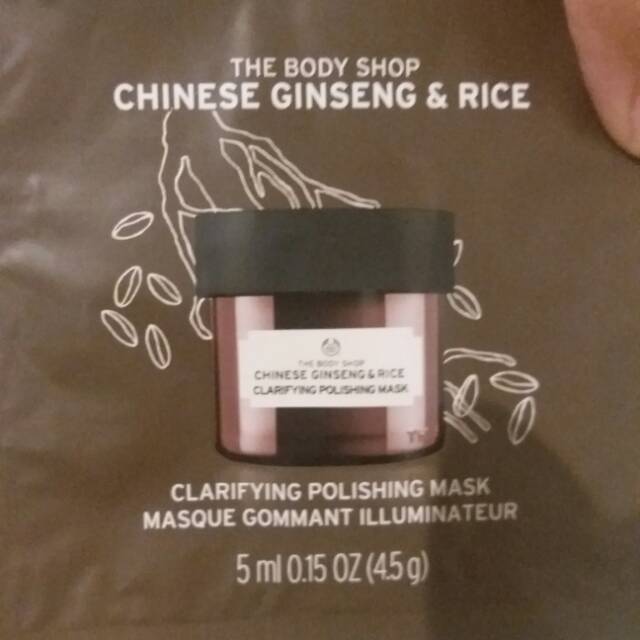 THE BODY SHOP
CHINESE GINSENG & RICE
THE BODY SHOP
CHINESE GINSENG & RICE
CLARIFYING POLISHING MASK
CLARIFYING POLISHING MASK
MASQUE GOMMANT ILLUMINATEUR
5 ml 0.15 OZ (4.5 g)